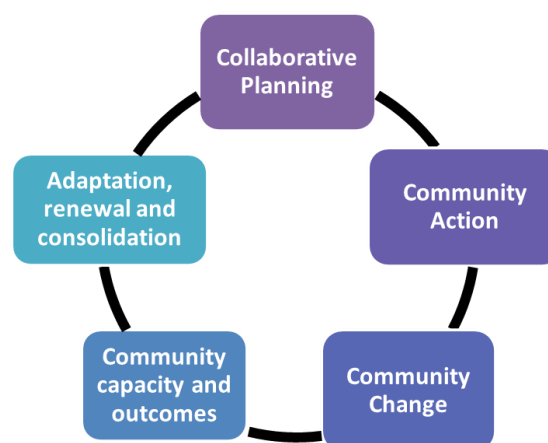 Collaborative
Planning
Community
Action
Community
Change
Community
capacity and
outcomes
Adaptation,
renewal and
consolidation